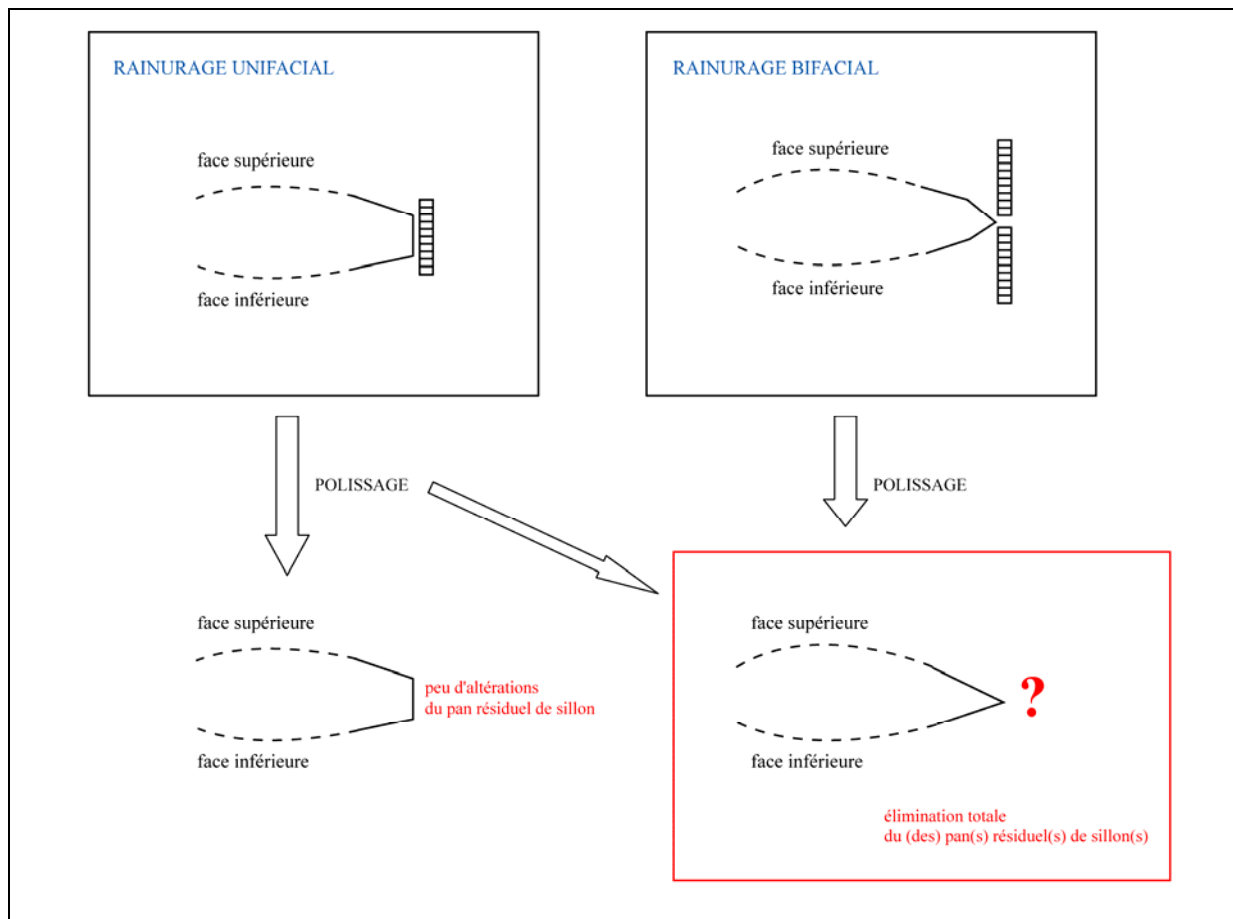 RAINURAGE UNIFACIAL
face supérieure
face inférieure
RAINURAGE BIFACIAL
face supérieure
face inférieure
POLISSAGE
POLISSAGE
face supérieure
peu d'altérations
du pan résiduel de sillon
face inférieure
face supérieure
?
face inférieure
élimination totale
du (des) pan(s) résiduel(s) de sillon(s)